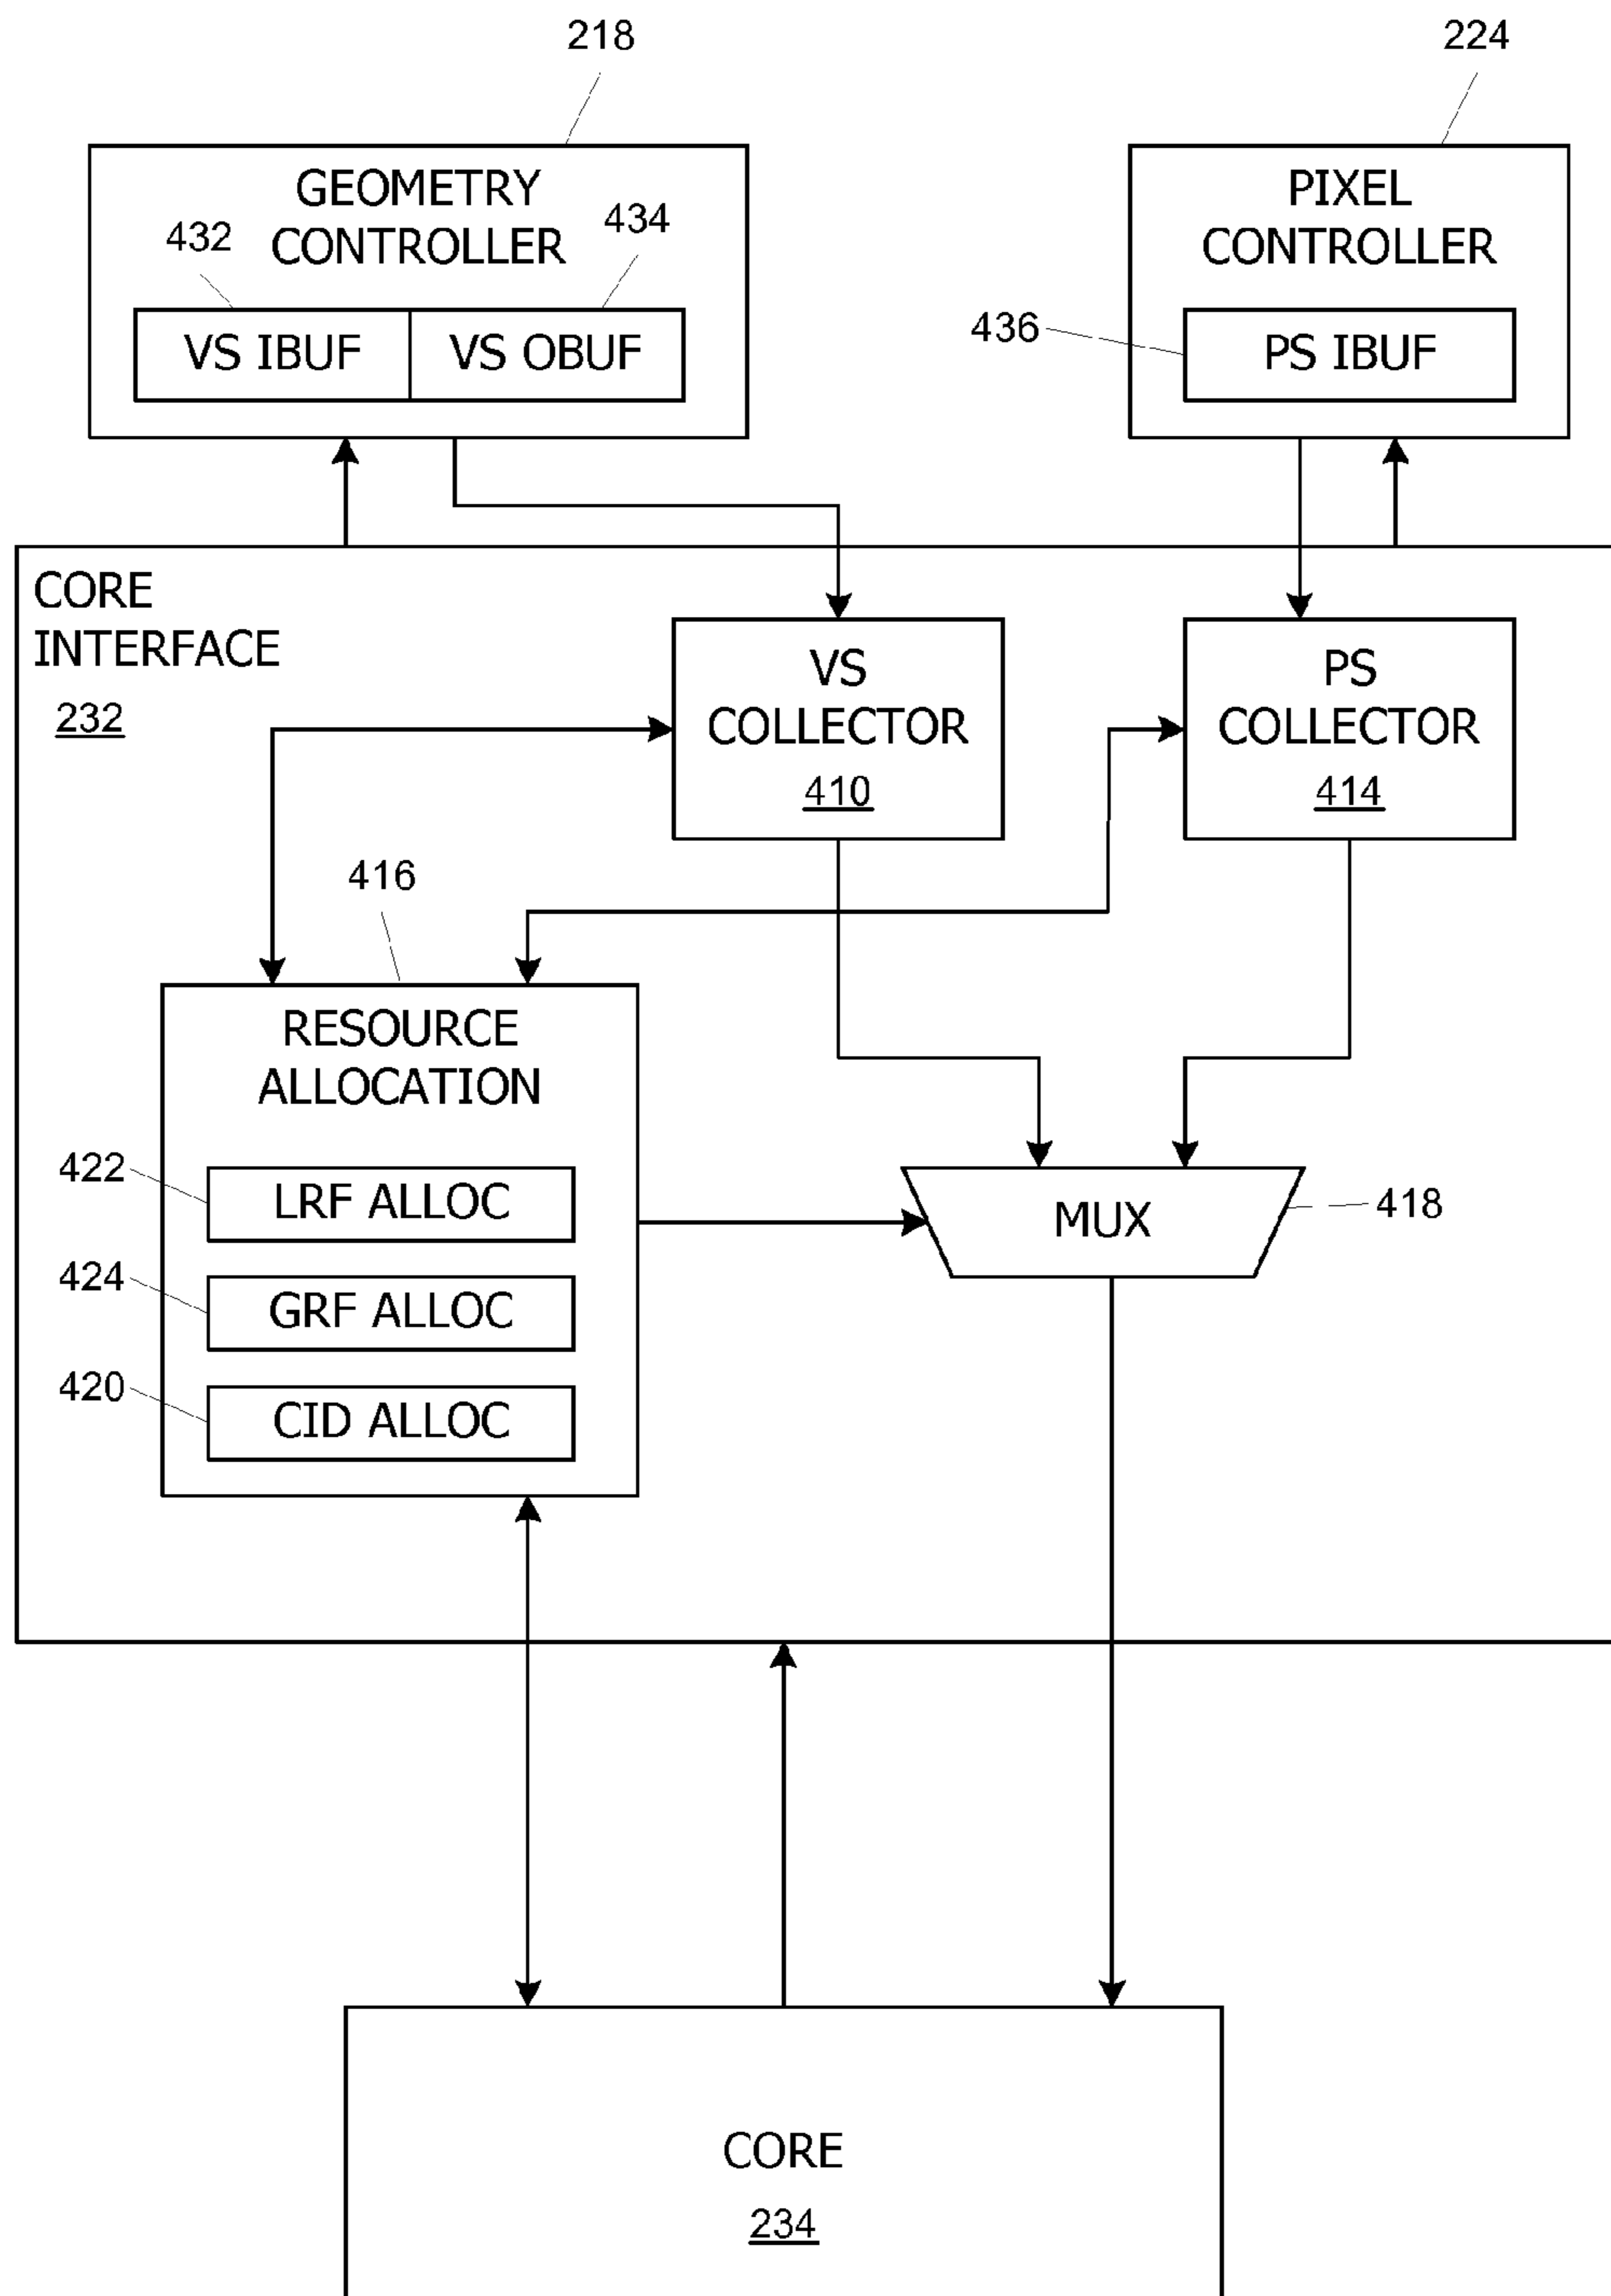 218
224
GEOMETRY
CONTROLLER
432
434
VS IBUF
VS OBUF
PIXEL
CONTROLLER
436
PS IBUF
CORE
INTERFACE
232
VS
COLLECTOR
410
PS
COLLECTOR
414
416
RESOURCE
ALLOCATION
422
LRF ALLOC
424
GRF ALLOC
420
CID ALLOC
MUX
418
CORE
234